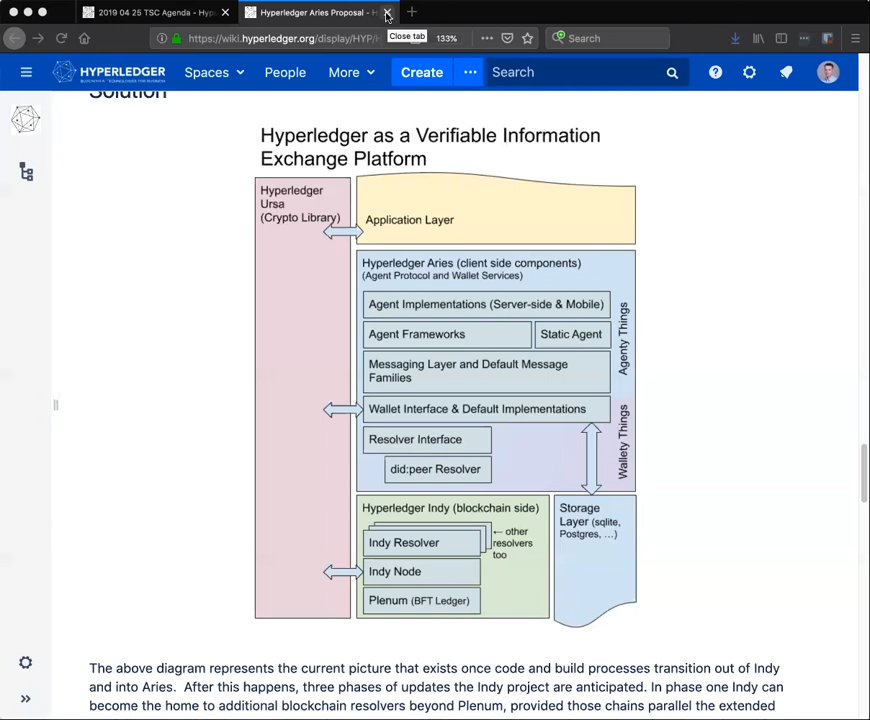 2019 04 25 TSC Agenda - Hyp
Hyperledger Aries Proposal - H
https://wiki.hyperledger.org/display/HYP/H
Close tab
133%
Search
HYPERLEDGER
Spaces
People
More
Create
Search
Solution
Hyperledger as a Verifiable Information
Exchange Platform
Hyperledger
Ursa
(Crypto Library)
Application Layer
Hyperledger Aries (client side components)
(Agent Protocol and Wallet Services)
Agent Implementations (Server-side & Mobile)
Agent Frameworks
Static Agent
Messaging Layer and Default Message
Families
Agenty Things
Wallet Interface & Default Implementations
Resolver Interface
did:peer Resolver
Wallety Things
Hyperledger Indy (blockchain side)
Indy Resolver
← other
resolvers
too
Indy Node
Plenum (BFT Ledger)
Storage
Layer (sqlite,
Postgres, ...)
The above diagram represents the current picture that exists once code and build processes transition out of Indy
and into Aries. After this happens, three phases of updates the Indy project are anticipated. In phase one Indy can
become the home to additional blockchain resolvers beyond Plenum, provided those chains parallel the extended